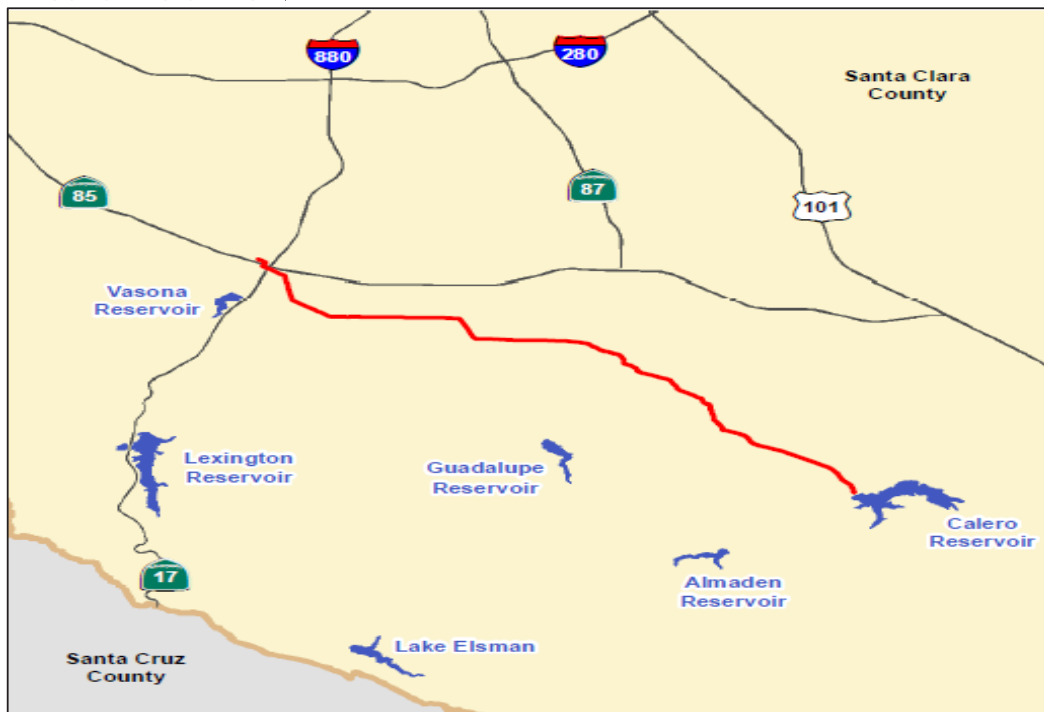 880
280
Santa Clara
County
85
87
101
Vasona
Reservoir
Lexington
Reservoir
Guadalupe
Reservoir
Calero
Reservoir
17
Almaden
Reservoir
Lake Elsman
Santa Cruz
County